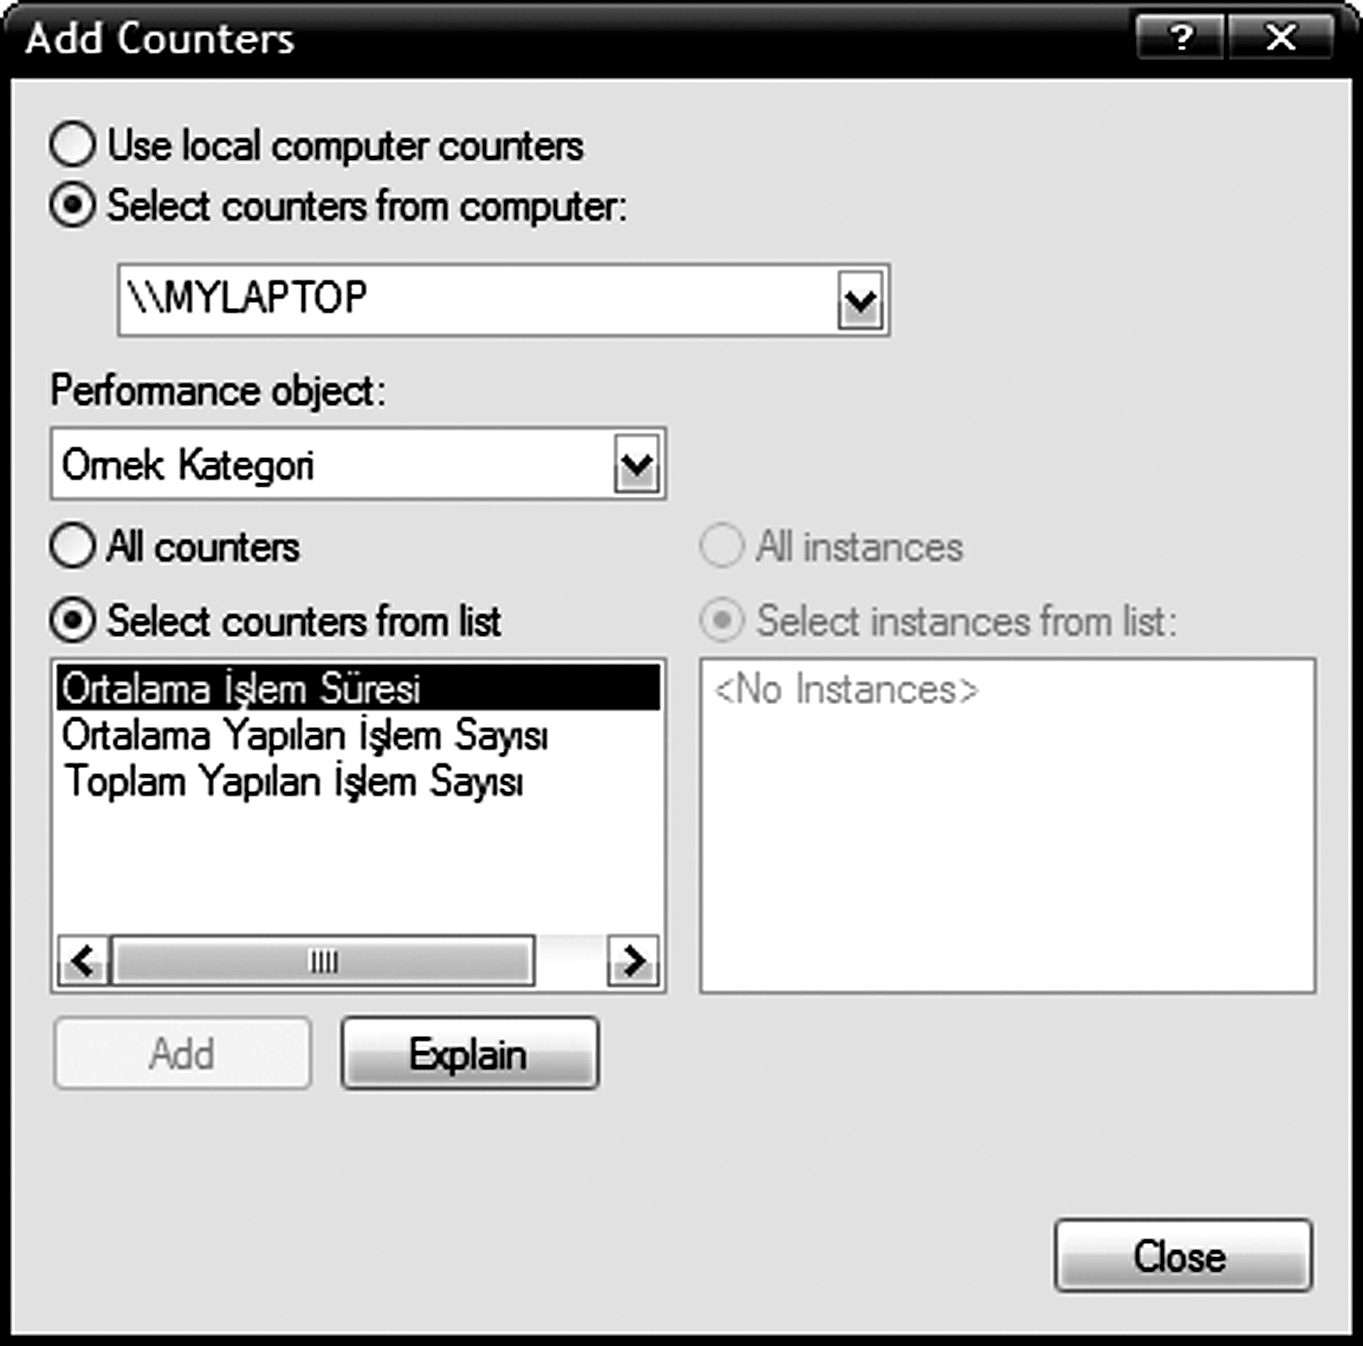 Add Counters
Use local computer counters
Select counters from computer:
\\MYLAPTOP
Performance object:
Ornek Kategori
All counters
All instances
Select counters from list
Select instances from list:
Ortalama İşlem Süresi
Ortalama Yapılan İşlem Sayısı
Toplam Yapılan İşlem Sayısı
<No Instances>
Add
Explain
Close